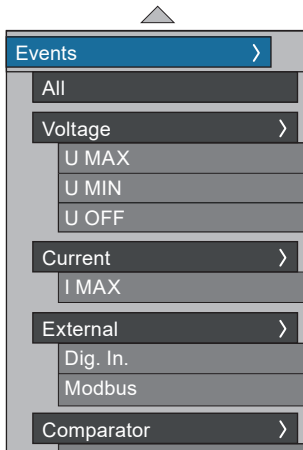 Events
All
Voltage
U MAX
U MIN
U OFF
Current
I MAX
External
Dig. In.
Modbus
Comparator